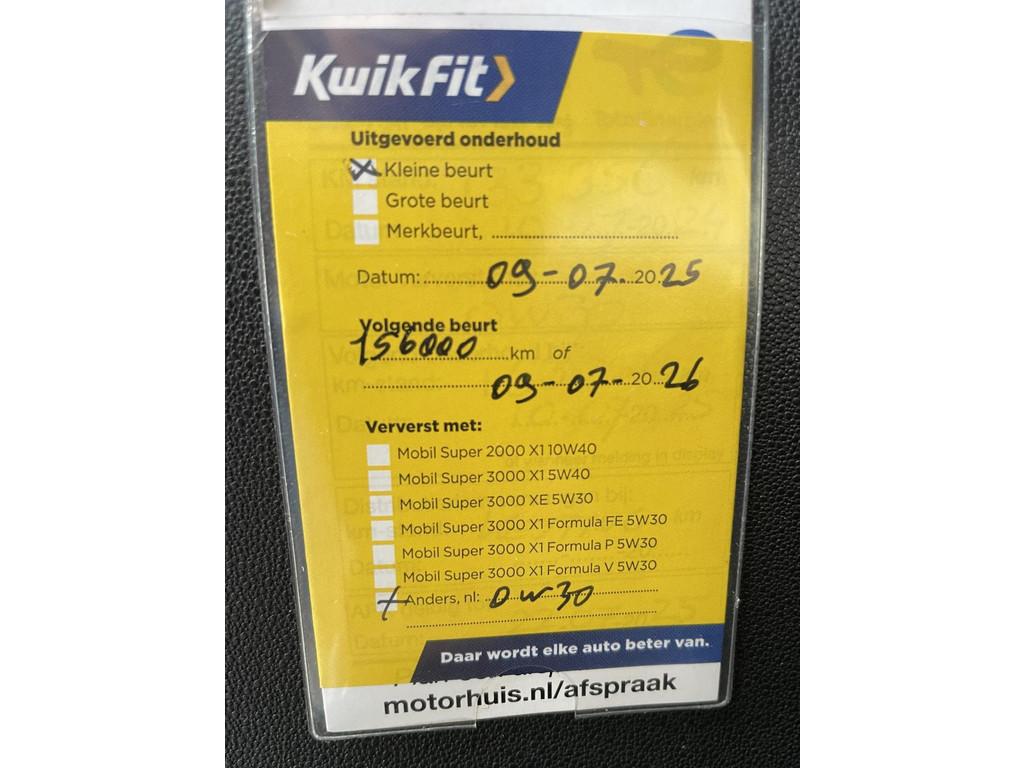 KwikFit
Uitgevoerd onderhoud
Kleine beurt
Grote beurt
Merkbeurt,
Datum: 09-07-2025
Volgende beurt
156000 km of
09-07-2026
Ververst met:
Mobil Super 2000 X1 10W40
Mobil Super 3000 X1 5W40
Mobil Super 3000 XE 5W30
Mobil Super 3000 X1 Formula FE 5W30
Mobil Super 3000 X1 Formula P 5W30
Mobil Super 3000 X1 Formula V 5W30
Anders, nl: 0w30
Daar wordt elke auto beter van.
motorhuis.nl/afspraak